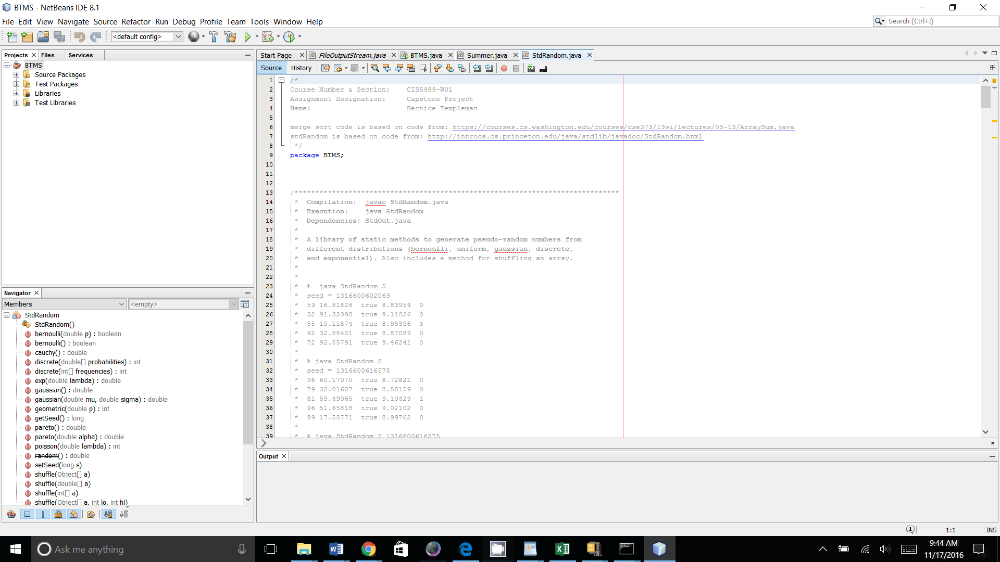 BTMS - NetBeans IDE 8.1
File Edit View Navigate Source Refactor Run Debug Profile Team Tools Window Help
Search (Ctrl+I)
<default config>
Projects Files Services
BTMS
Source Packages
Test Packages
Libraries
Test Libraries
Start Page FileOutputStream.java BTMS.java Summer.java StdRandom.java
Source History
1 /*
2 Course Number & Section: CIS5989-W01
3 Assignment Designation: Capstone Project
4 Name: Bernice Templeman
5
6 merge sort code is based on code from: https://courses.cs.washington.edu/courses/cse373/13wi/lectures/03-13/ArraySum.java
7 stdRandom is based on code from: http://introcs.cs.princeton.edu/java/stdlib/javadoc/StdRandom.html
8 */
9 package BTMS;
10
11
12
13 /******************************************************************************
14 * Compilation: javac StdRandom.java
15 * Execution: java StdRandom
16 * Dependencies: StdOut.java
17 *
18 * A library of static methods to generate pseudo-random numbers from
19 * different distributions (bernoulli, uniform, gaussian, discrete,
20 * and exponential). Also includes a method for shuffling an array.
21 *
22 *
23 * % java StdRandom 5
24 * seed = 1316600602069
25 * 59 16.81826 true 8.83954 0
26 * 32 91.32098 true 9.11026 0
27 * 35 10.11874 true 8.95396 3
28 * 92 32.88401 true 8.87089 0
29 * 72 92.55791 true 9.46241 0
30 *
31 * % java StdRandom 5
32 * seed = 1316600616575
33 * 96 60.17070 true 8.72821 0
34 * 79 32.01607 true 8.58159 0
35 * 81 59.49065 true 9.10423 1
36 * 96 51.65818 true 9.02102 0
37 * 99 17.55771 true 8.99762 0
38 *
39 * % java StdRandom 5 1316600616575
Navigator
Members <empty>
StdRandom
StdRandom()
bernoulli(double p) : boolean
bernoulli() : boolean
cauchy() : double
discrete(double[] probabilities) : int
discrete(int[] frequencies) : int
exp(double lambda) : double
gaussian() : double
gaussian(double mu, double sigma) : double
geometric(double p) : int
getSeed() : long
pareto() : double
pareto(double alpha) : double
poisson(double lambda) : int
random() : double
setSeed(long s)
shuffle(Object[] a)
shuffle(double[] a)
shuffle(int[] a)
shuffle(Object[] a, int lo, int hi)
Output
1:1 INS
Ask me anything
9:44 AM
11/17/2016